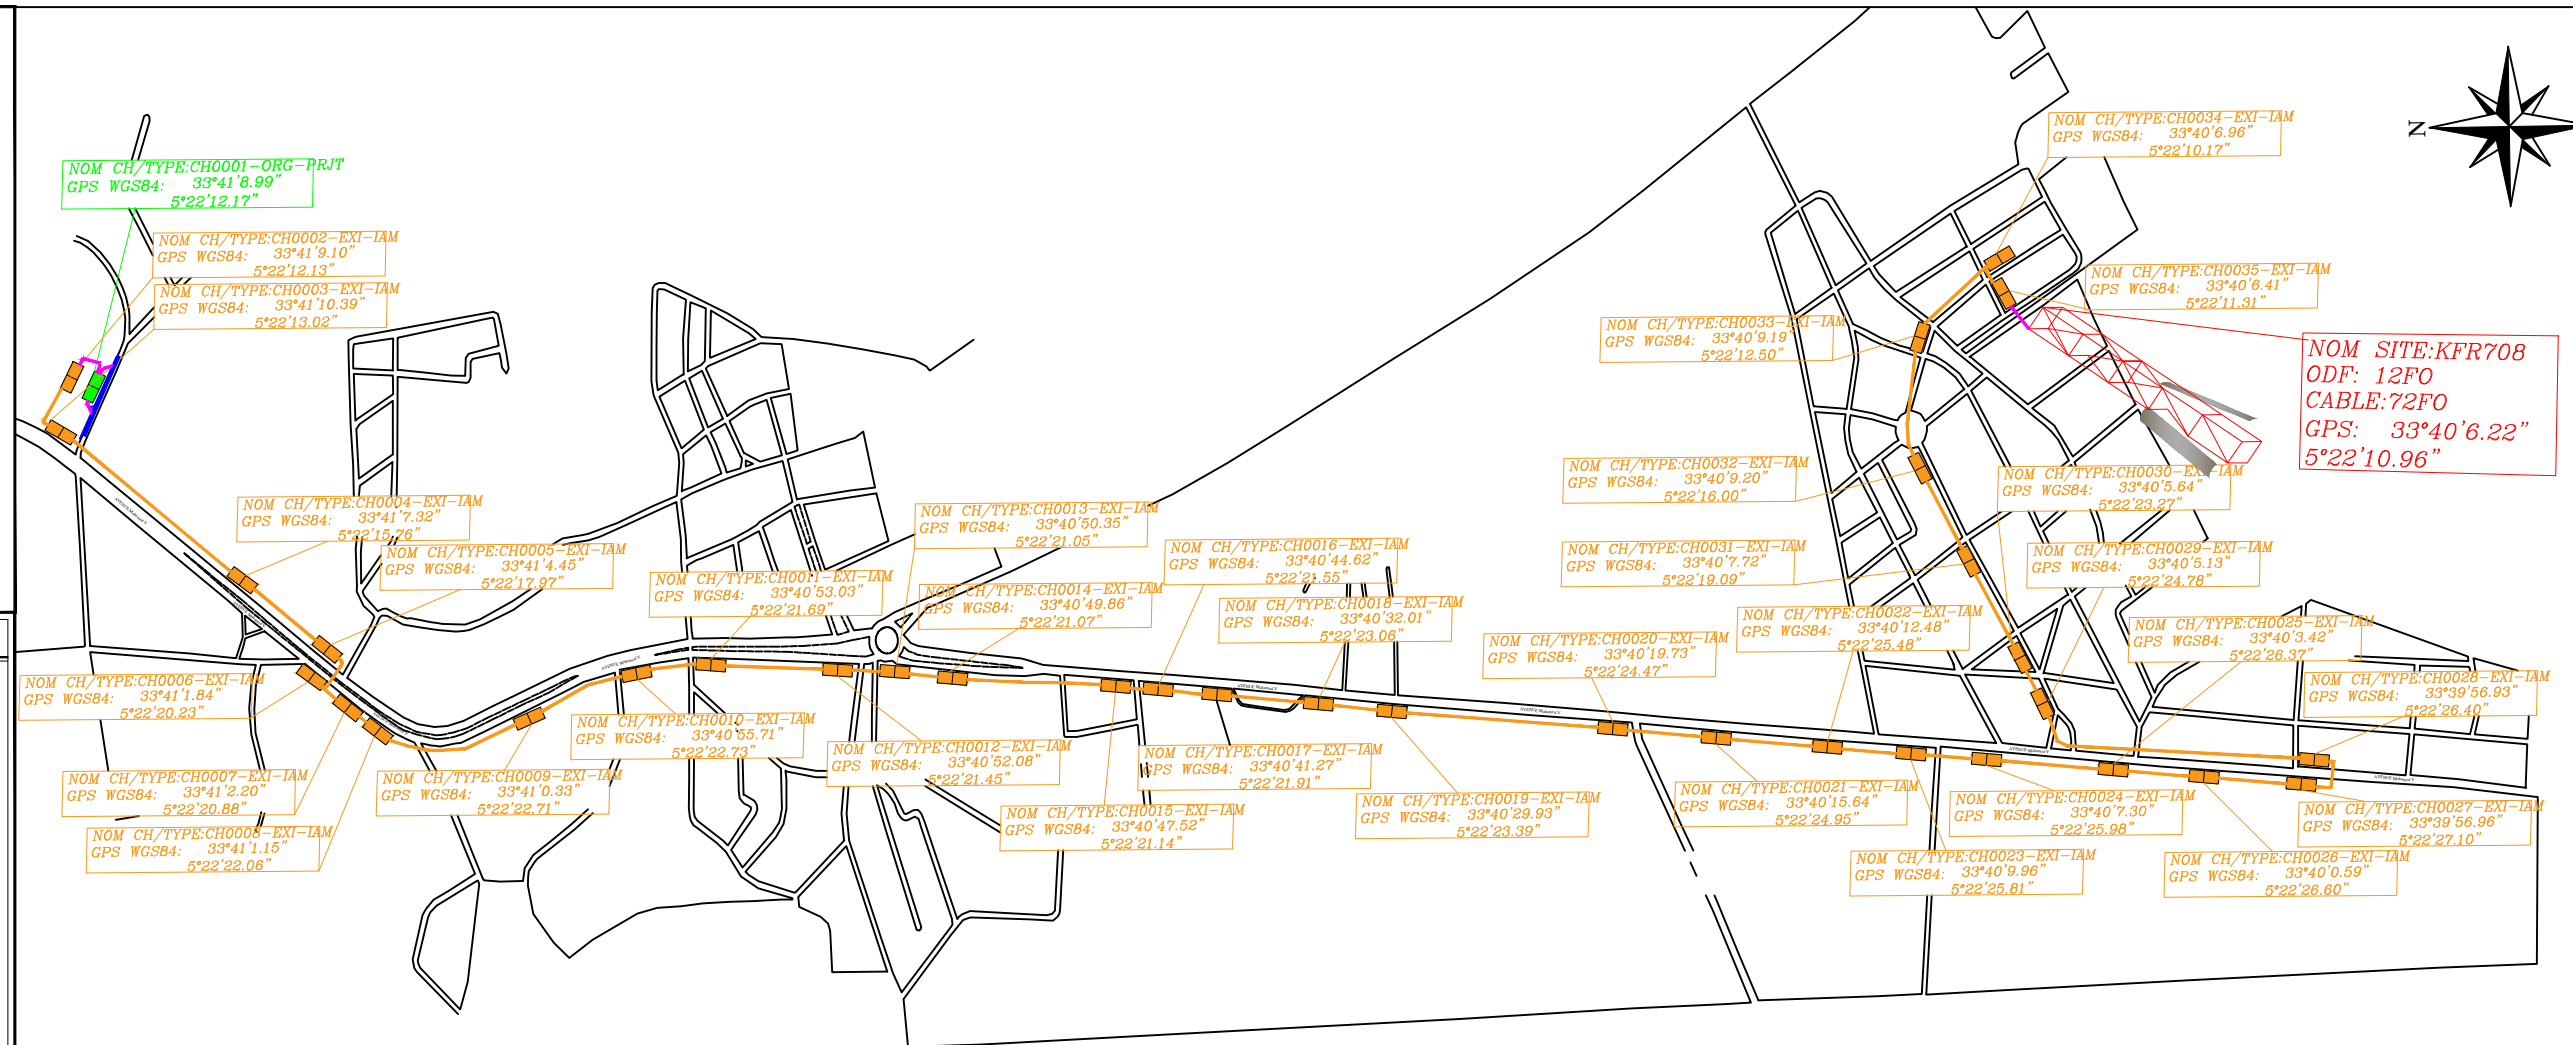 N
NOM CH/TYPE:CH0001-ORG-PRJT
GPS WGS84: 33°41'8.99"
5°22'12.17"
NOM CH/TYPE:CH0002-EXI-IAM
GPS WGS84: 33°41'9.10"
5°22'12.13"
NOM CH/TYPE:CH0003-EXI-IAM
GPS WGS84: 33°41'10.39"
5°22'13.02"
NOM CH/TYPE:CH0034-EXI-IAM
GPS WGS84: 33°40'6.96"
5°22'10.17"
NOM CH/TYPE:CH0035-EXI-IAM
GPS WGS84: 33°40'6.41"
5°22'11.31"
NOM CH/TYPE:CH0033-EXI-IAM
GPS WGS84: 33°40'9.19"
5°22'12.50"
NOM SITE:KFR708
ODF: 12FO
CABLE:72FO
GPS: 33°40'6.22"
5°22'10.96"
NOM CH/TYPE:CH0032-EXI-IAM
GPS WGS84: 33°40'9.20"
5°22'16.00"
NOM CH/TYPE:CH0030-EXI-IAM
GPS WGS84: 33°40'5.64"
5°22'23.27"
NOM CH/TYPE:CH0004-EXI-IAM
GPS WGS84: 33°41'7.32"
5°22'15.76"
NOM CH/TYPE:CH0005-EXI-IAM
GPS WGS84: 33°41'4.45"
5°22'17.97"
NOM CH/TYPE:CH0013-EXI-IAM
GPS WGS84: 33°40'50.35"
5°22'21.05"
NOM CH/TYPE:CH0016-EXI-IAM
GPS WGS84: 33°40'44.62"
5°22'21.55"
NOM CH/TYPE:CH0031-EXI-IAM
GPS WGS84: 33°40'7.72"
5°22'19.09"
NOM CH/TYPE:CH0029-EXI-IAM
GPS WGS84: 33°40'5.13"
5°22'24.78"
NOM CH/TYPE:CH0011-EXI-IAM
GPS WGS84: 33°40'53.03"
5°22'21.69"
NOM CH/TYPE:CH0014-EXI-IAM
GPS WGS84: 33°40'49.86"
5°22'21.07"
NOM CH/TYPE:CH0018-EXI-IAM
GPS WGS84: 33°40'32.01"
5°22'23.06"
NOM CH/TYPE:CH0020-EXI-IAM
GPS WGS84: 33°40'19.73"
5°22'24.47"
NOM CH/TYPE:CH0022-EXI-IAM
GPS WGS84: 33°40'12.48"
5°22'25.48"
NOM CH/TYPE:CH0025-EXI-IAM
GPS WGS84: 33°40'3.42"
5°22'26.37"
NOM CH/TYPE:CH0028-EXI-IAM
GPS WGS84: 33°39'56.93"
5°22'26.40"
NOM CH/TYPE:CH0006-EXI-IAM
GPS WGS84: 33°41'1.84"
5°22'20.23"
NOM CH/TYPE:CH0010-EXI-IAM
GPS WGS84: 33°40'55.71"
5°22'22.73"
NOM CH/TYPE:CH0012-EXI-IAM
GPS WGS84: 33°40'52.08"
5°22'21.45"
NOM CH/TYPE:CH0017-EXI-IAM
GPS WGS84: 33°40'41.27"
5°22'21.91"
NOM CH/TYPE:CH0007-EXI-IAM
GPS WGS84: 33°41'2.20"
5°22'20.88"
NOM CH/TYPE:CH0009-EXI-IAM
GPS WGS84: 33°41'0.33"
5°22'22.71"
NOM CH/TYPE:CH0015-EXI-IAM
GPS WGS84: 33°40'47.52"
5°22'21.14"
NOM CH/TYPE:CH0019-EXI-IAM
GPS WGS84: 33°40'29.93"
5°22'23.39"
NOM CH/TYPE:CH0021-EXI-IAM
GPS WGS84: 33°40'15.64"
5°22'24.95"
NOM CH/TYPE:CH0024-EXI-IAM
GPS WGS84: 33°40'7.30"
5°22'25.98"
NOM CH/TYPE:CH0027-EXI-IAM
GPS WGS84: 33°39'56.96"
5°22'27.10"
NOM CH/TYPE:CH0008-EXI-IAM
GPS WGS84: 33°41'1.15"
5°22'22.06"
NOM CH/TYPE:CH0023-EXI-IAM
GPS WGS84: 33°40'9.96"
5°22'25.81"
NOM CH/TYPE:CH0026-EXI-IAM
GPS WGS84: 33°40'0.59"
5°22'26.60"